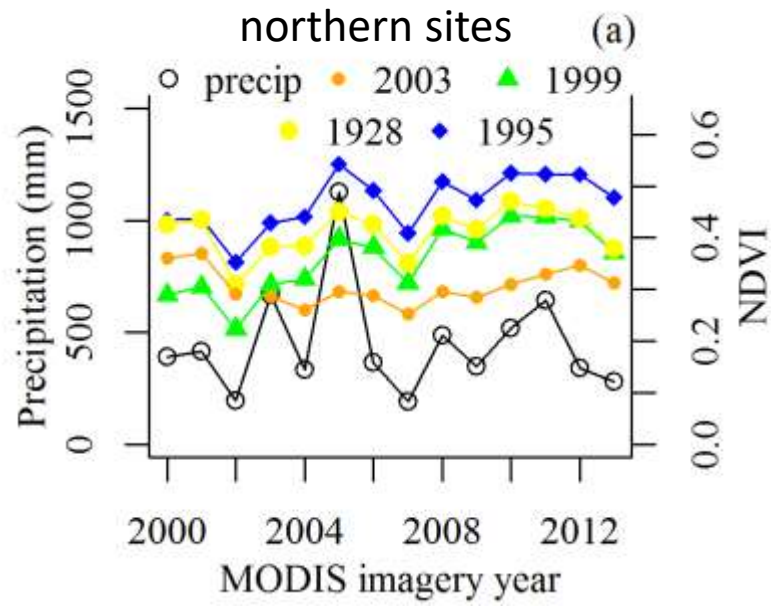 northern sites (a)
precip 2003 1999
1928 1995
Precipitation (mm)
0 500 1000 1500
NDVI
0.0 0.2 0.4 0.6
2000 2004 2008 2012
MODIS imagery year